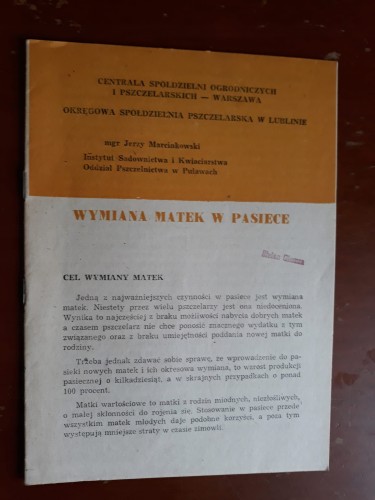 CENTRALA SPÓŁDZIELNI OGRODNICZYCH
I PSZCZELARSKICH — WARSZAWA
OKRĘGOWA SPÓŁDZIELNIA PSZCZELARSKA W LUBLINIE
mgr Jerzy Marcinkowski
Instytut Sadownictwa i Kwiaciarstwa
Oddział Pszczelnictwa w Puławach
WYMIANA MATEK W PASIECE
CEL WYMIANY MATEK
Jedną z najważniejszych czynności w pasiece jest wymiana
matek. Niestety przez wielu pszczelarzy jest ona niedoceniona.
Wynika to najczęściej z braku możliwości nabycia dobrych matek
a czasem pszczelarz nie chce ponosić znacznego wydatku z tym
związanego oraz z braku umiejętności poddania nowej matki do
rodziny.
Trzeba jednak zdawać sobie sprawę, że wprowadzenie do pa-
sieki nowych matek i ich okresowa wymiana, to wzrost produkcji
pasiecznej o kilkadziesiąt, a w skrajnych przypadkach o ponad
100 procent.
Matki wartościowe to matki z rodzin miodnych, niezłośliwych,
o małej skłonności do rojenia się. Stosowanie w pasiece przede
wszystkim matek młodych daje podobne korzyści, a poza tym
występują mniejsze straty w czasie zimowli.